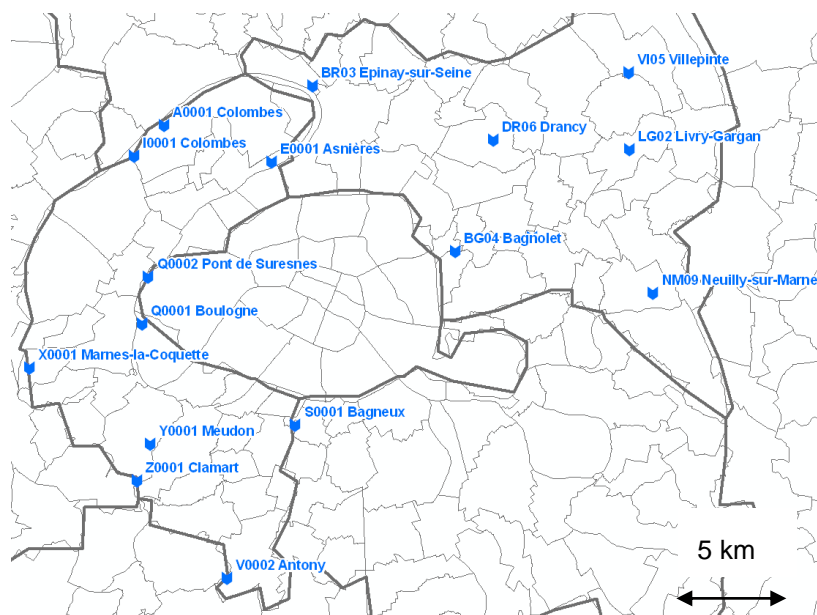 VI05 Villepinte
BR03 Epinay-sur-Seine
A0001 Colombes
DR06 Drancy
LG02 Livry-Gargan
I0001 Colombes
E0001 Asnières
BG04 Bagnolet
Q0002 Pont de Suresnes
NM09 Neuilly-sur-Marne
Q0001 Boulogne
X0001 Marnes-la-Coquette
S0001 Bagneux
Y0001 Meudon
Z0001 Clamart
5 km
V0002 Antony